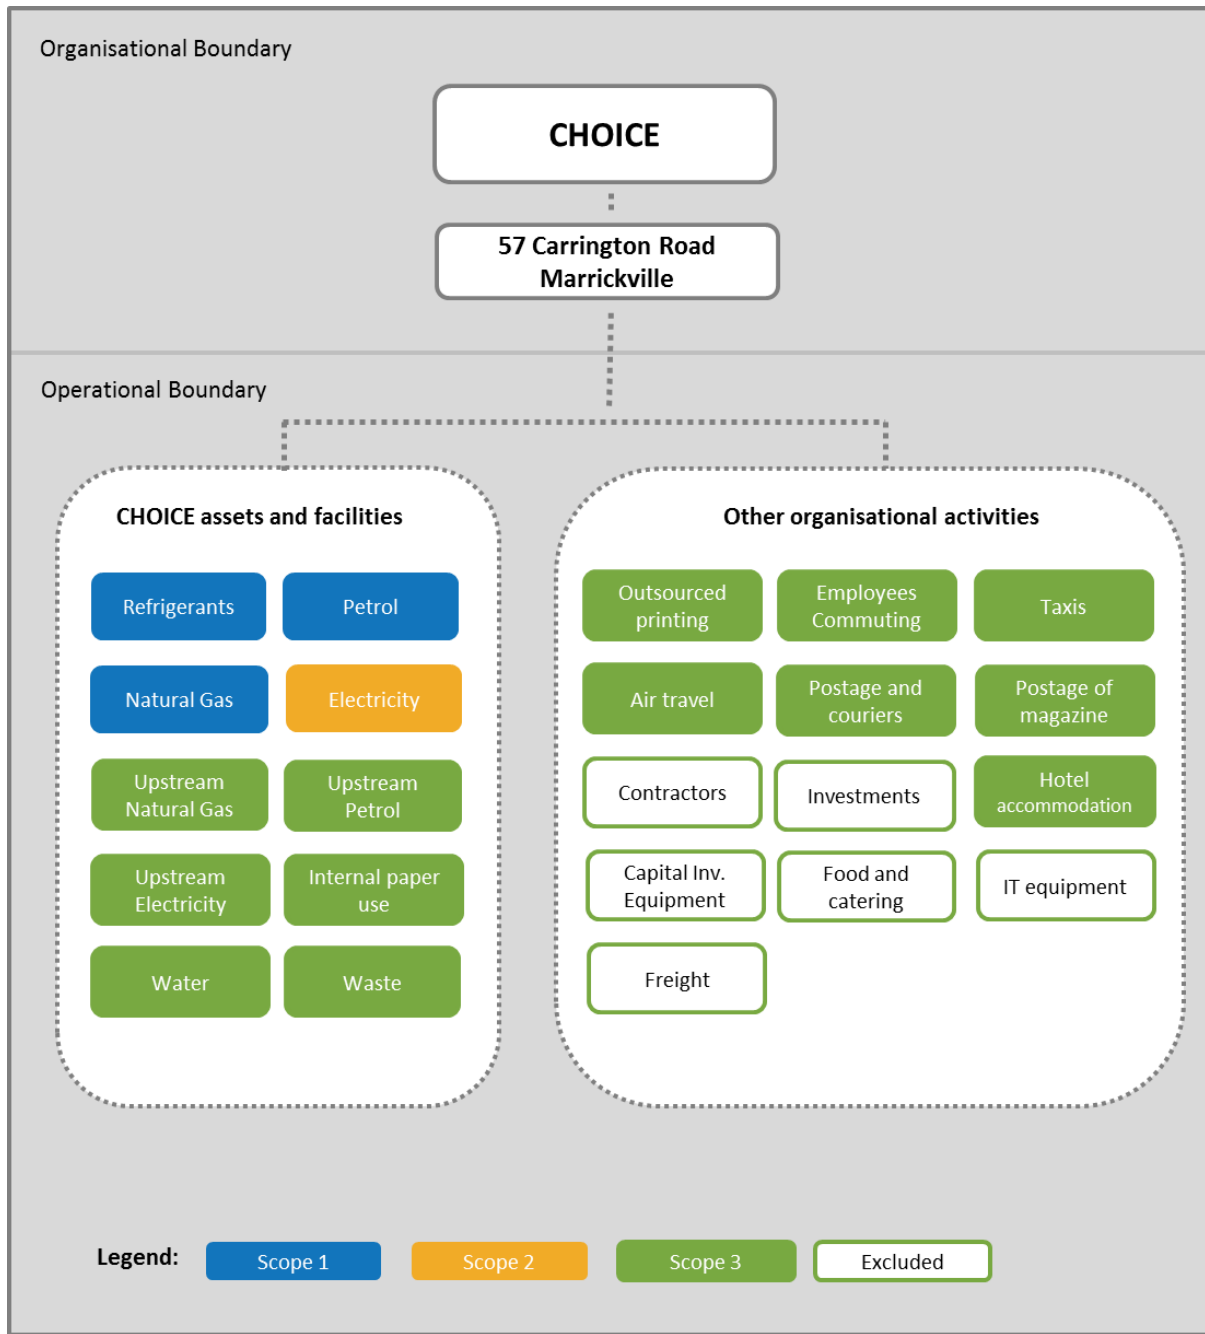 Organisational Boundary
CHOICE
57 Carrington Road
Marrickville
Operational Boundary
CHOICE assets and facilities
Refrigerants
Petrol
Natural Gas
Electricity
Upstream
Natural Gas
Upstream
Petrol
Upstream
Electricity
Internal paper
use
Water
Waste
Other organisational activities
Outsourced
printing
Employees
Commuting
Taxis
Air travel
Postage and
couriers
Postage of
magazine
Contractors
Investments
Hotel
accommodation
Capital Inv.
Equipment
Food and
catering
IT equipment
Freight
Legend:
Scope 1
Scope 2
Scope 3
Excluded